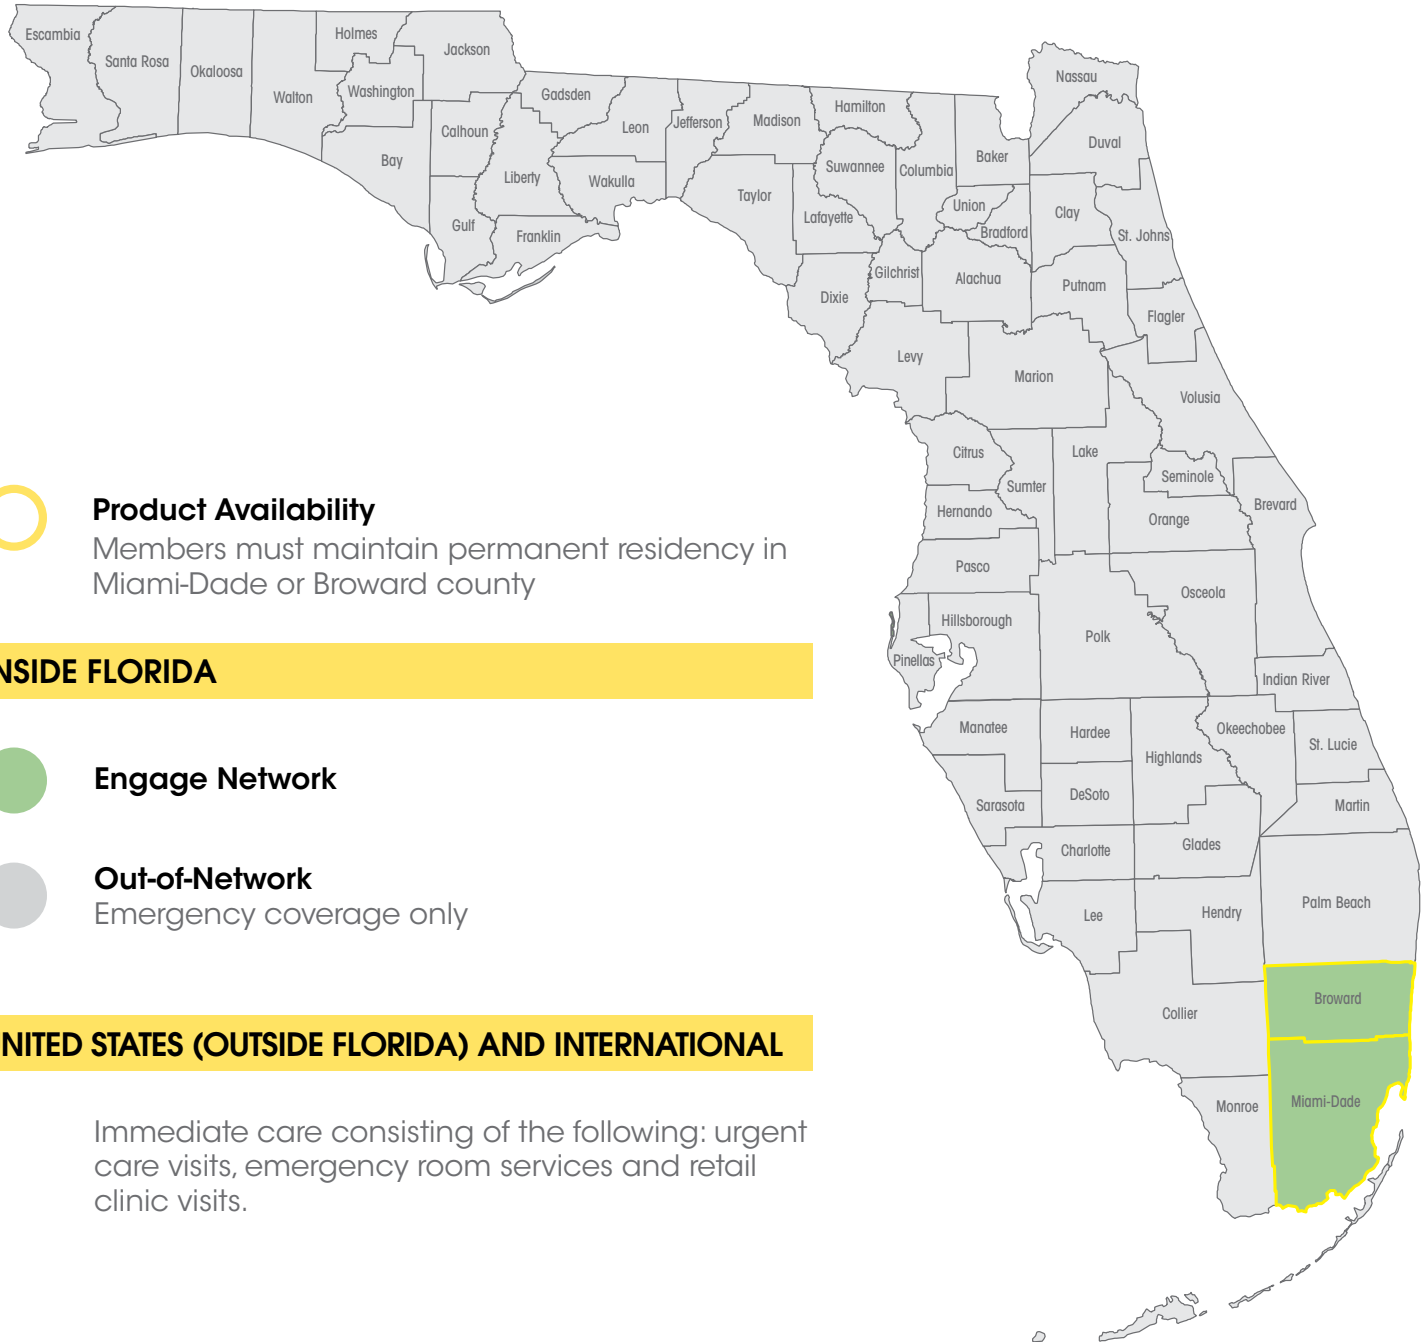 Escambia
Santa Rosa
Okaloosa
Walton
Holmes
Jackson
Washington
Bay
Calhoun
Gulf
Liberty
Gadsden
Franklin
Leon
Wakulla
Jefferson
Madison
Taylor
Hamilton
Suwannee
Lafayette
Columbia
Dixie
Gilchrist
Baker
Union
Bradford
Alachua
Nassau
Duval
Clay
St. Johns
Putnam
Flagler
Levy
Marion
Volusia
Citrus
Sumter
Lake
Seminole
Hernando
Orange
Brevard
Pasco
Osceola
Hillsborough
Polk
Pinellas
Indian River
Manatee
Hardee
Highlands
Okeechobee
St. Lucie
Sarasota
DeSoto
Martin
Charlotte
Glades
Lee
Hendry
Palm Beach
Collier
Broward
Monroe
Miami-Dade
Product Availability
Members must maintain permanent residency in
Miami-Dade or Broward county
NSIDE FLORIDA
Engage Network
Out-of-Network
Emergency coverage only
NITED STATES (OUTSIDE FLORIDA) AND INTERNATIONAL
Immediate care consisting of the following: urgent
care visits, emergency room services and retail
clinic visits.